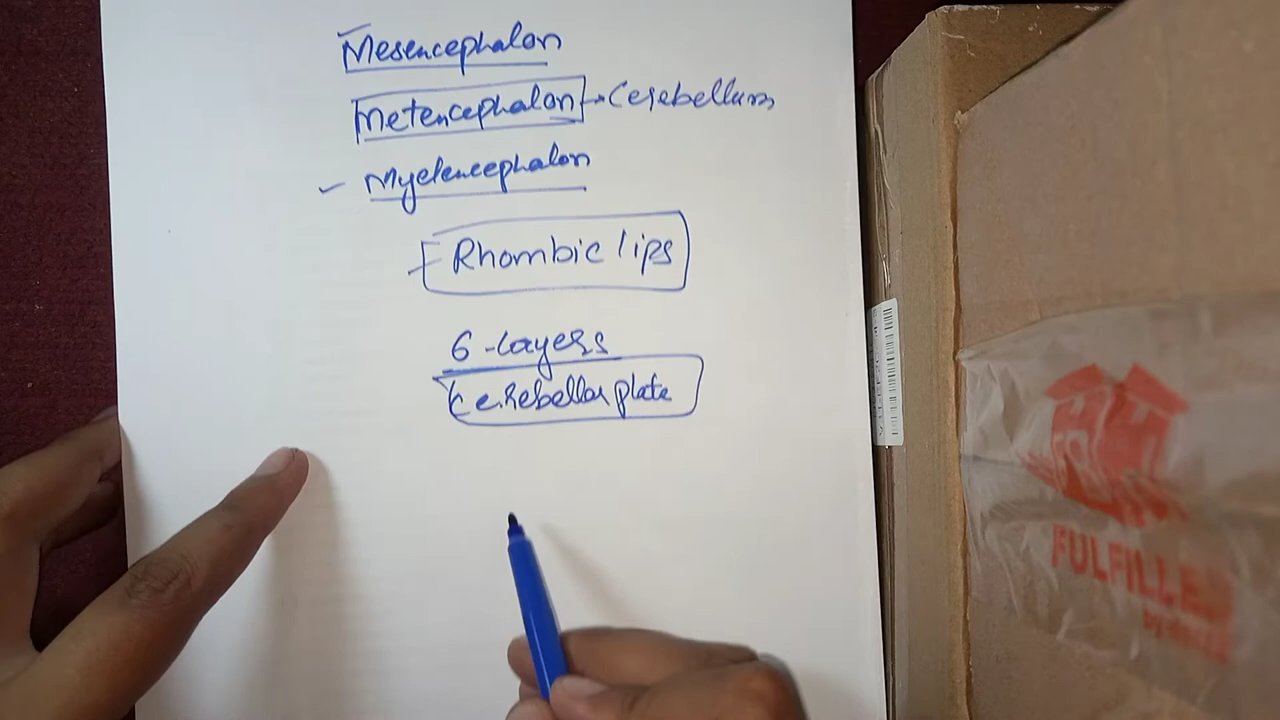 Mesencephalon
Metencephalon → Cerebellum
Myelencephalon
Rhombic lips
6-Layers
Cerebellar plate
FULFILLED